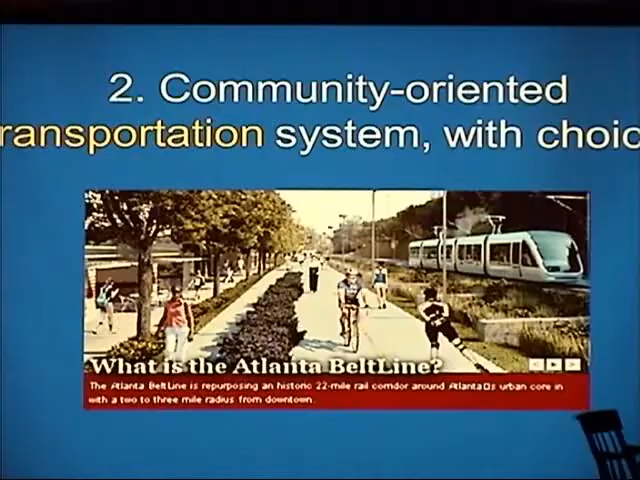 2. Community-oriented
ransportation system, with choic
What is the Atlanta BeltLine?
The Atlanta BeltLine is repurposing an historic 22-mile rail corridor around Atlanta□s urban core in
with a two to three mile radius from downtown.